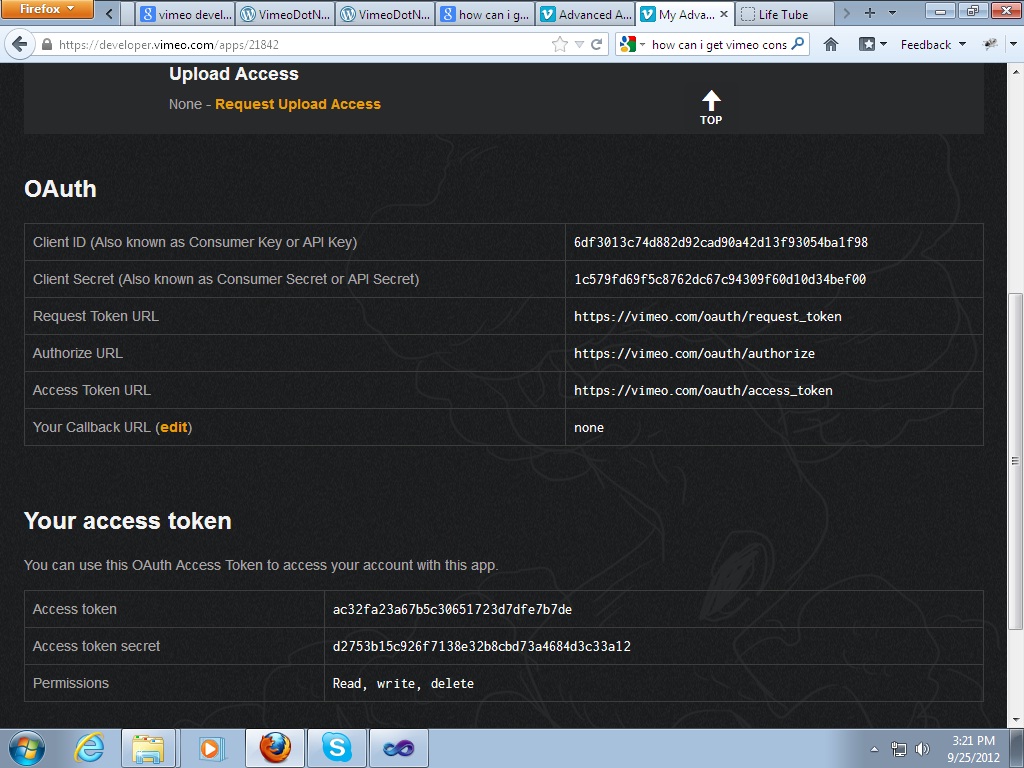 Firefox
vimeo devel...
VimeoDotN...
VimeoDotN...
how can i g...
Advanced A...
My Adva...
Life Tube
https://developer.vimeo.com/apps/21842
how can i get vimeo cons
Feedback
Upload Access
None - Request Upload Access
TOP
OAuth
Client ID (Also known as Consumer Key or API Key) 6df3013c74d882d92cad90a42d13f93054ba1f98
Client Secret (Also known as Consumer Secret or API Secret) 1c579fd69f5c8762dc67c94309f60d10d34bef00
Request Token URL https://vimeo.com/oauth/request_token
Authorize URL https://vimeo.com/oauth/authorize
Access Token URL https://vimeo.com/oauth/access_token
Your Callback URL (edit) none
Your access token
You can use this OAuth Access Token to access your account with this app.
Access token ac32fa23a67b5c30651723d7dfe7b7de
Access token secret d2753b15c926f7138e32b8cbd73a4684d3c33a12
Permissions Read, write, delete
3:21 PM
9/25/2012